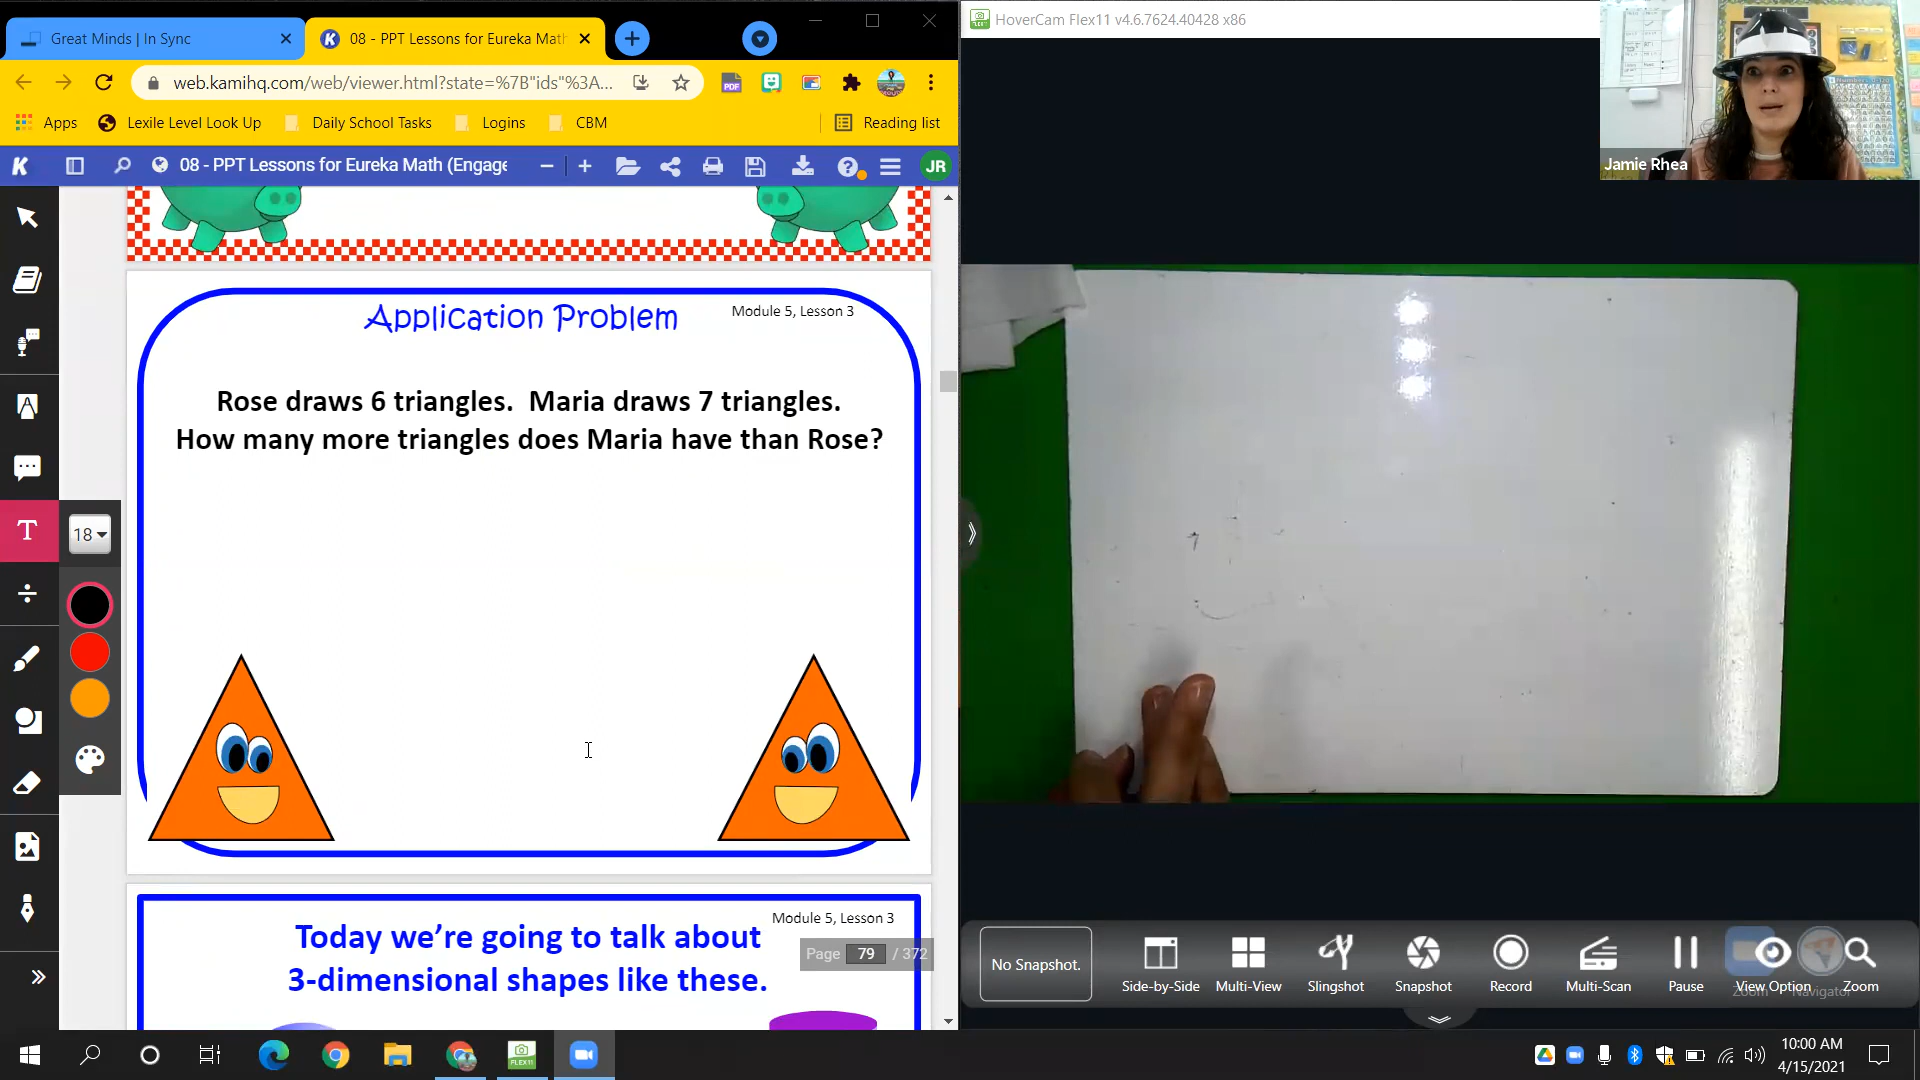 Great Minds | In Sync
08 - PPT Lessons for Eureka Math
web.kamihq.com/web/viewer.html?state=%7B"ids"%3A...
Apps
Lexile Level Look Up
Daily School Tasks
Logins
CBM
Reading list
08 - PPT Lessons for Eureka Math (Engage
JR
18
Application Problem
Module 5, Lesson 3
Rose draws 6 triangles. Maria draws 7 triangles.
How many more triangles does Maria have than Rose?
Module 5, Lesson 3
Today we're going to talk about
3-dimensional shapes like these.
Page 79 / 372
HoverCam Flex11 v4.6.7624.40428 x86
Jamie Rhea
No Snapshot.
Side-by-Side
Multi-View
Slingshot
Snapshot
Record
Multi-Scan
Pause
View Option
Zoom
Zoom
Navigator
FLEX11
10:00 AM
4/15/2021